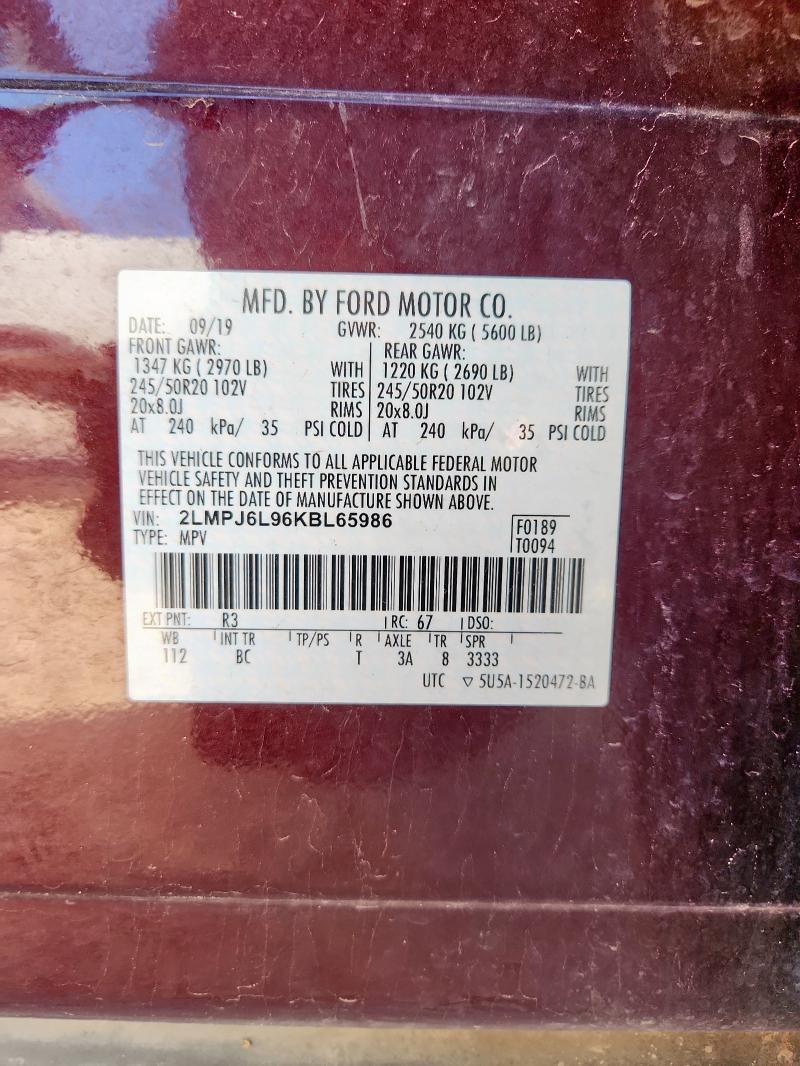 MFD. BY FORD MOTOR CO.
DATE: 09/19 GVWR: 2540 KG ( 5600 LB)
FRONT GAWR: REAR GAWR:
1347 KG ( 2970 LB) WITH 1220 KG ( 2690 LB) WITH
245/50R20 102V TIRES 245/50R20 102V TIRES
20x8.0J RIMS 20x8.0J RIMS
AT 240 kPa/ 35 PSI COLD AT 240 kPa/ 35 PSI COLD
THIS VEHICLE CONFORMS TO ALL APPLICABLE FEDERAL MOTOR
VEHICLE SAFETY AND THEFT PREVENTION STANDARDS IN
EFFECT ON THE DATE OF MANUFACTURE SHOWN ABOVE.
VIN: 2LMPJ6L96KBL65986 F0189
TYPE: MPV T0094
EXT PNT: R3 RC: 67 DSO:
WB INT TR TP/PS R AXLE TR SPR
112 BC T 3A 8 3333
UTC ▽ 5U5A-1520472-BA